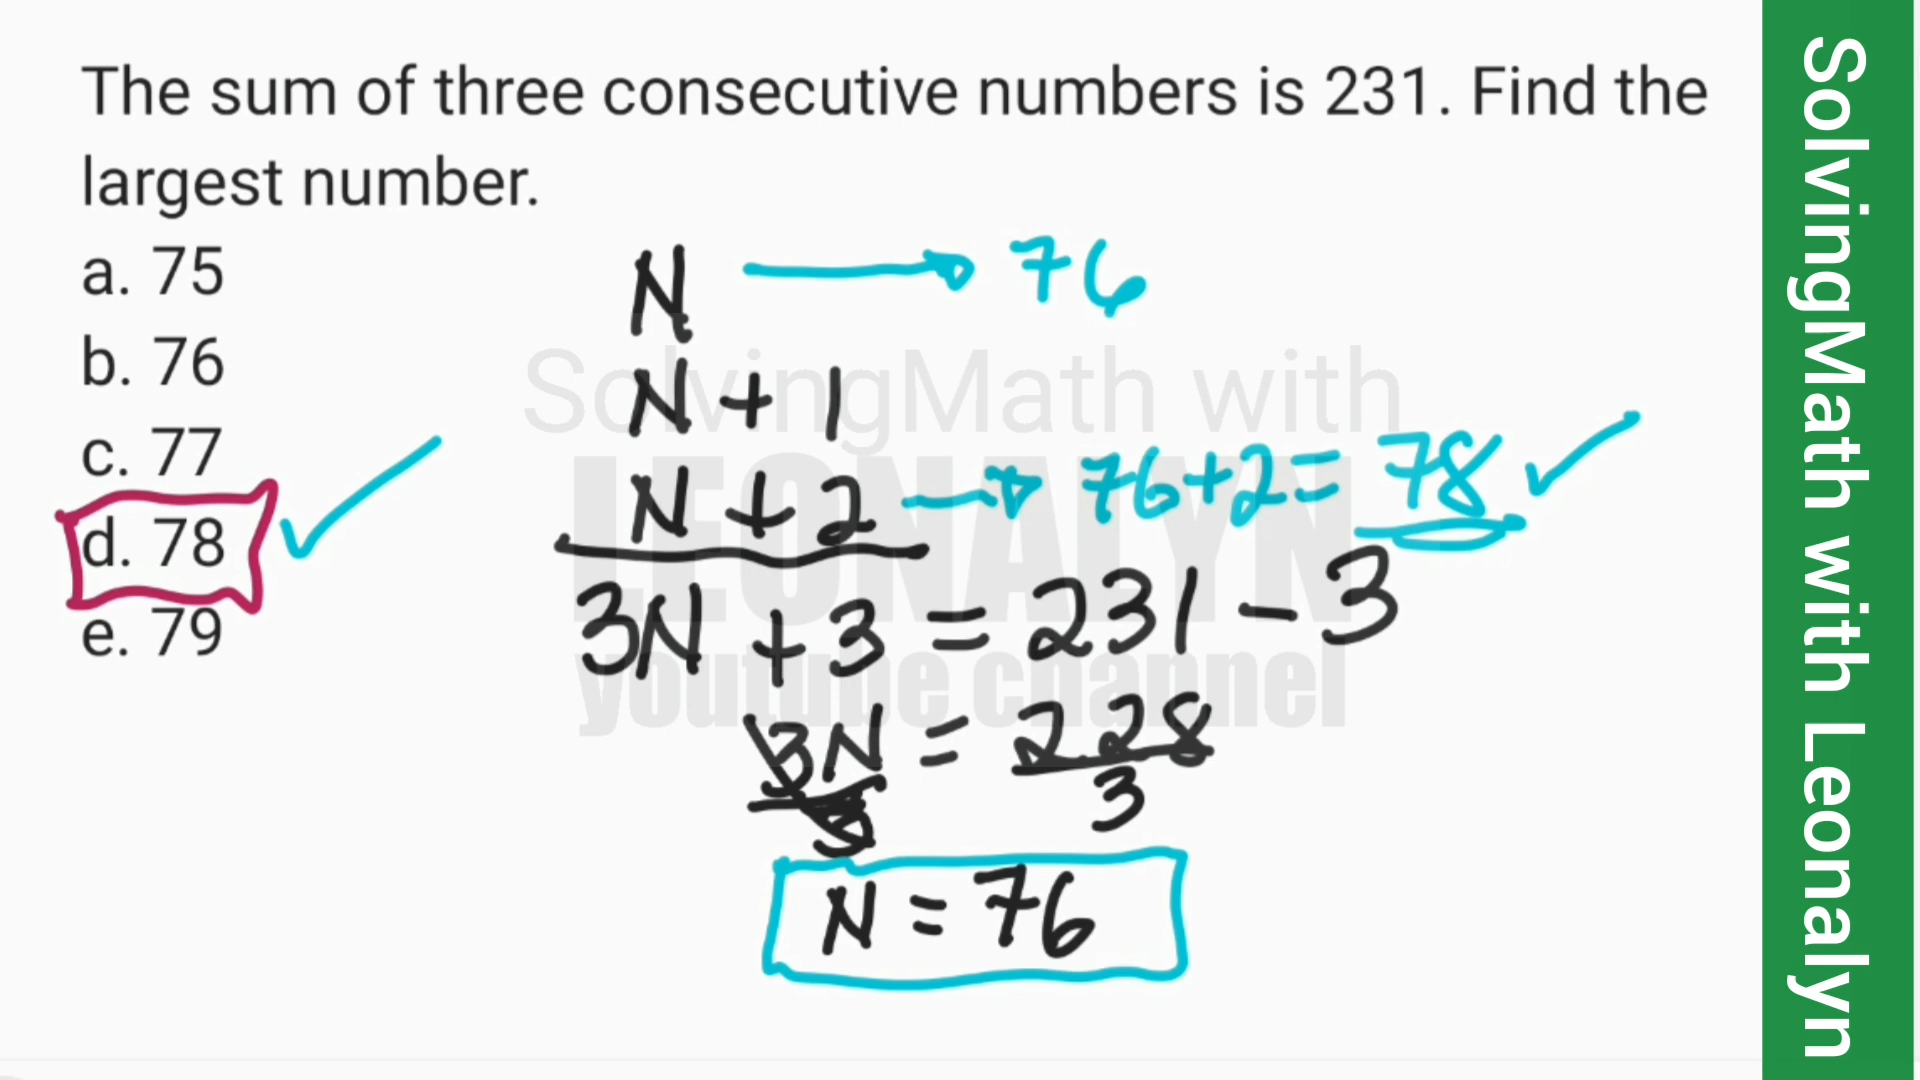 The sum of three consecutive numbers is 231. Find the
largest number.
a. 75
b. 76
c. 77
d. 78
e. 79
N → 76
N + 1
N + 2 → 76+2= 78 ✓
3N + 3 = 231 - 3
3N = 228
3 3
N = 76
SolvingMath with
LEONALYN
youtube channel
SolvingMath with Leonalyn